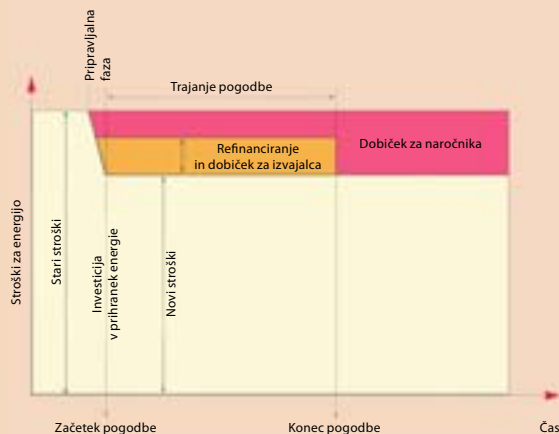 Pripravljalna
faza
Trajanje pogodbe
Refinanciranje
in dobiček za izvajalca
Dobiček za naročnika
Stroški za energijo
Stari stroški
Investicija
v prihranek energie
Novi stroški
Začetek pogodbe
Konec pogodbe
Čas